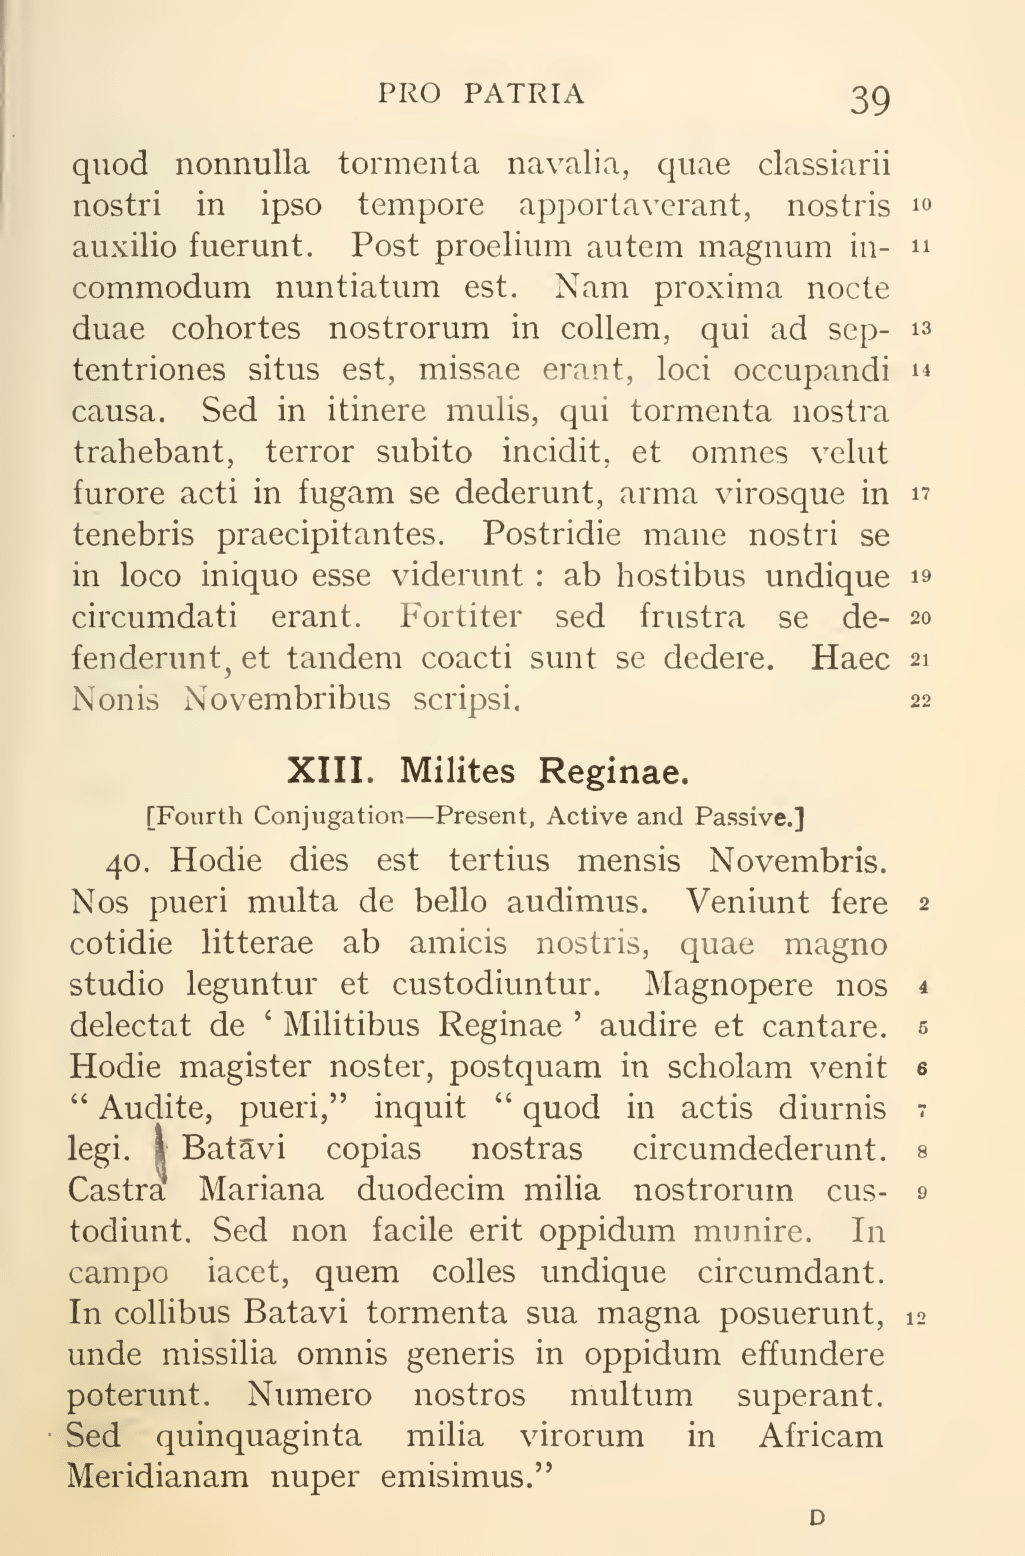 PRO PATRIA 39
quod nonnulla tormenta navalia, quae classiarii
nostri in ipso tempore apportaverant, nostris 10
auxilio fuerunt. Post proelium autem magnum in- 11
commodum nuntiatum est. Nam proxima nocte
duae cohortes nostrorum in collem, qui ad sep- 13
tentriones situs est, missae erant, loci occupandi 14
causa. Sed in itinere mulis, qui tormenta nostra
trahebant, terror subito incidit, et omnes velut
furore acti in fugam se dederunt, arma virosque in 17
tenebris praecipitantes. Postridie mane nostri se
in loco iniquo esse viderunt : ab hostibus undique 19
circumdati erant. Fortiter sed frustra se de- 20
fenderunt, et tandem coacti sunt se dedere. Haec 21
Nonis Novembribus scripsi. 22
XIII. Milites Reginae.
[Fourth Conjugation—Present, Active and Passive.]
40. Hodie dies est tertius mensis Novembris.
Nos pueri multa de bello audimus. Veniunt fere 2
cotidie litterae ab amicis nostris, quae magno
studio leguntur et custodiuntur. Magnopere nos 4
delectat de ‘ Militibus Reginae ’ audire et cantare. 5
Hodie magister noster, postquam in scholam venit 6
“ Audite, pueri,” inquit “ quod in actis diurnis 7
legi. Batāvi copias nostras circumdederunt. 8
Castra Mariana duodecim milia nostrorum cus- 9
todiunt. Sed non facile erit oppidum munire. In
campo iacet, quem colles undique circumdant.
In collibus Batavi tormenta sua magna posuerunt, 12
unde missilia omnis generis in oppidum effundere
poterunt. Numero nostros multum superant.
Sed quinquaginta milia virorum in Africam
Meridianam nuper emisimus.”
D